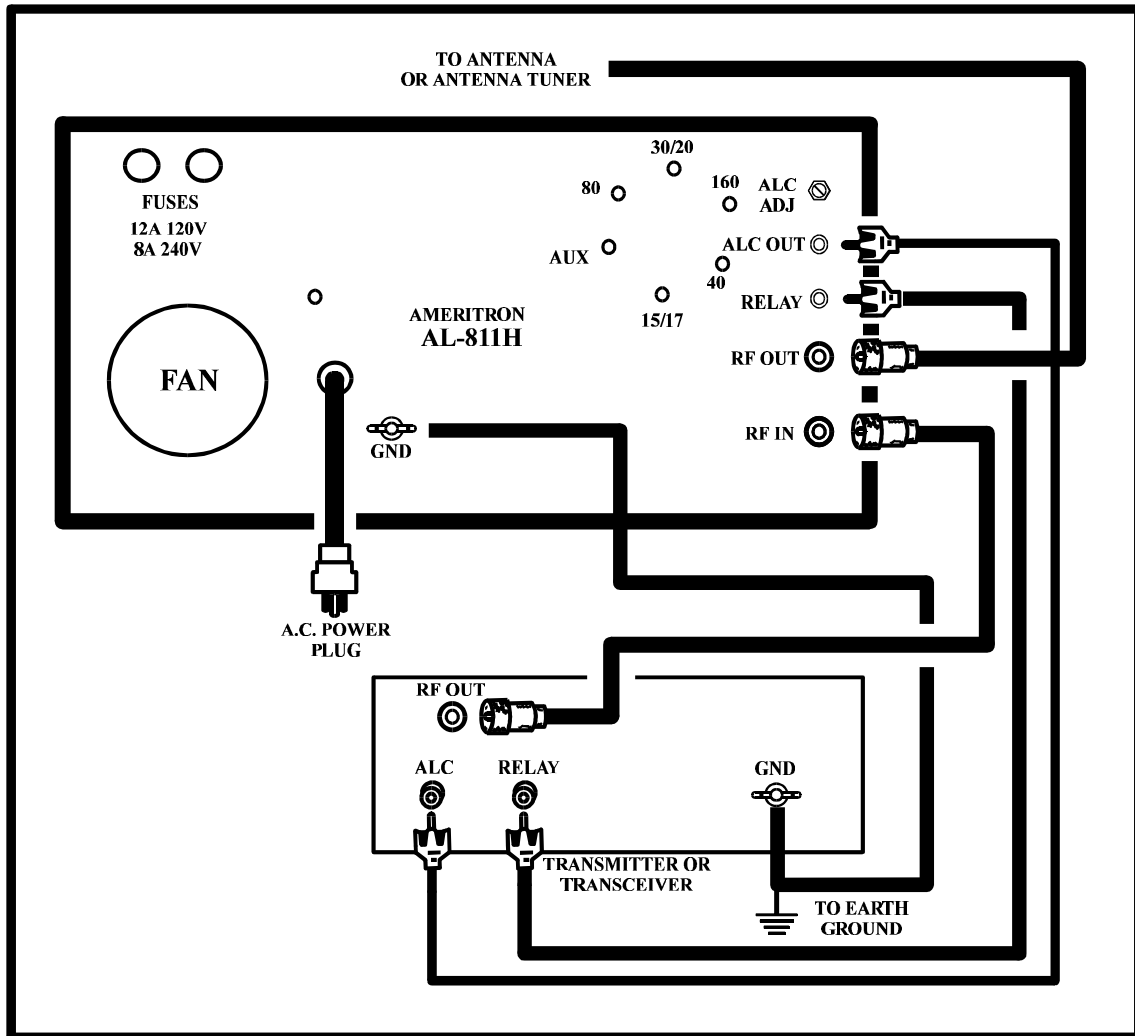 TO ANTENNA
OR ANTENNA TUNER
30/20
80
160
ALC
ADJ
FUSES
12A 120V
8A 240V
ALC OUT
AUX
40
RELAY
15/17
AMERITRON
AL-811H
RF OUT
FAN
RF IN
GND
A.C. POWER
PLUG
RF OUT
ALC
RELAY
GND
TRANSMITTER OR
TRANSCEIVER
TO EARTH
GROUND